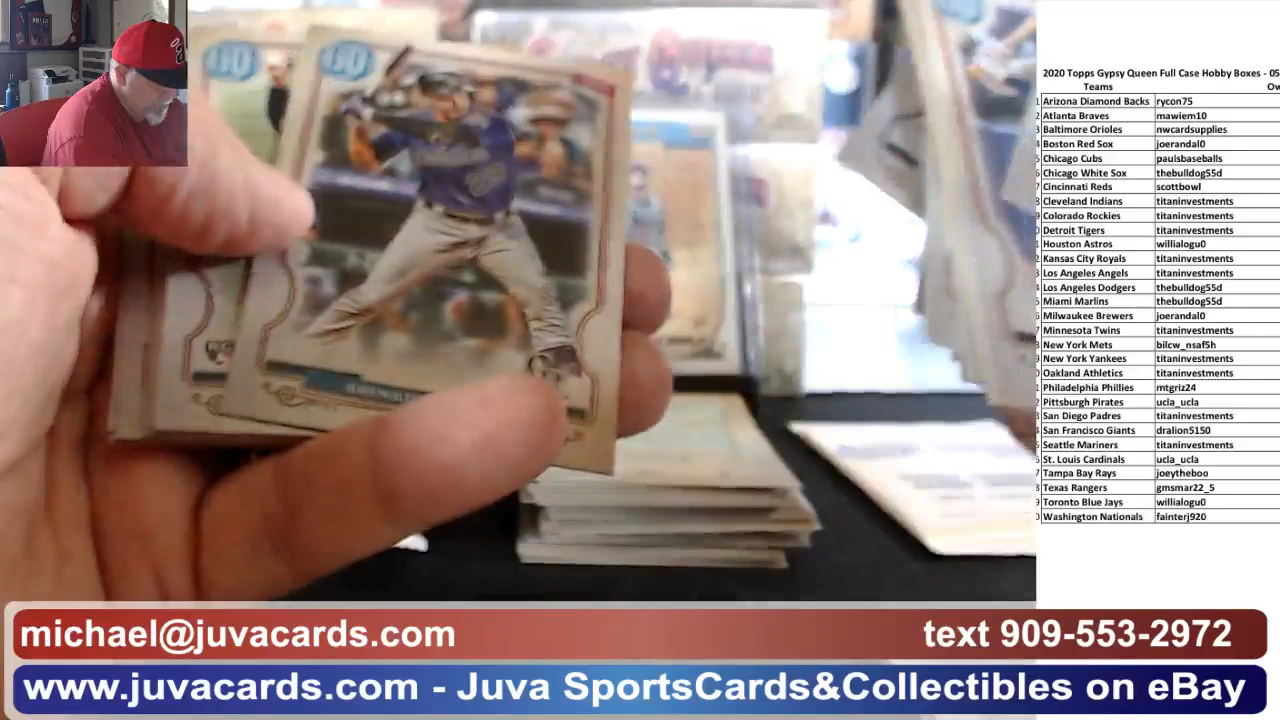 2020 Topps Gypsy Queen Full Case Hobby Boxes - 05
Teams Ow
Arizona Diamond Backs rycon75
Atlanta Braves mawiem10
Baltimore Orioles nwcardsupplies
Boston Red Sox joerandal0
Chicago Cubs paulsbaseballs
Chicago White Sox thebulldog55d
Cincinnati Reds scottbowl
Cleveland Indians titaninvestments
Colorado Rockies titaninvestments
Detroit Tigers titaninvestments
Houston Astros willialogu0
Kansas City Royals titaninvestments
Los Angeles Angels titaninvestments
Los Angeles Dodgers thebulldog55d
Miami Marlins thebulldog55d
Milwaukee Brewers joerandal0
Minnesota Twins titaninvestments
New York Mets bilcw_nsaf5h
New York Yankees titaninvestments
Oakland Athletics titaninvestments
Philadelphia Phillies mtgriz24
Pittsburgh Pirates ucla_ucla
San Diego Padres titaninvestments
San Francisco Giants dralion5150
Seattle Mariners titaninvestments
St. Louis Cardinals ucla_ucla
Tampa Bay Rays joeytheboo
Texas Rangers gmsmar22_5
Toronto Blue Jays willialogu0
Washington Nationals fainterj920
michael@juvacards.com text 909-553-2972
www.juvacards.com - Juva SportsCards&Collectibles on eBay